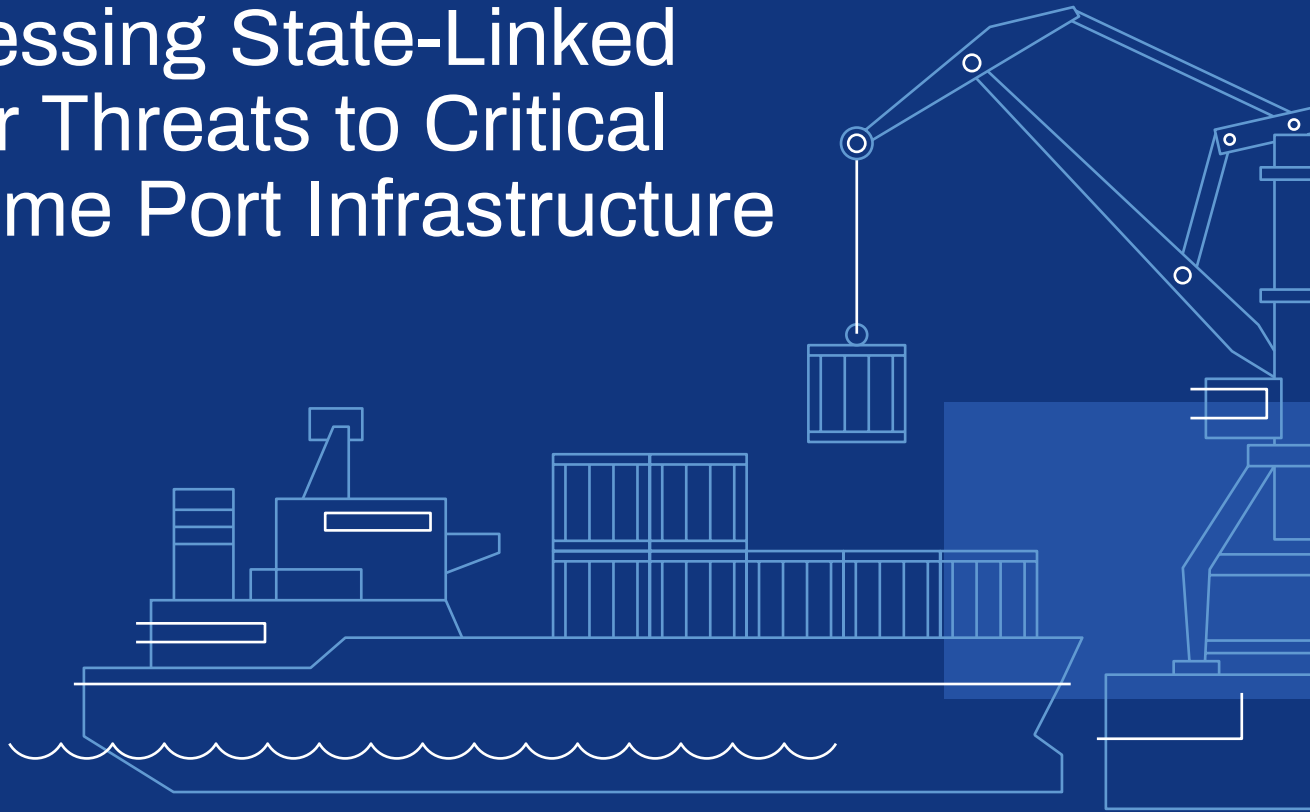 essing State-Linked
r Threats to Critical
me Port Infrastructure